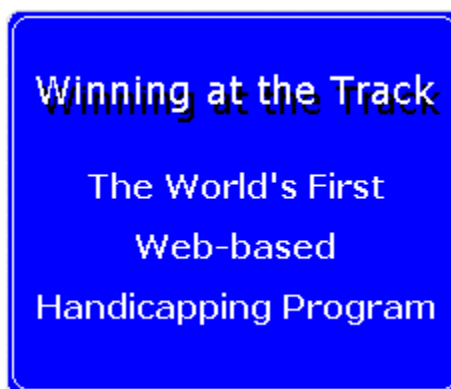 Winning at the Track
The World's First
Web-based
Handicapping Program